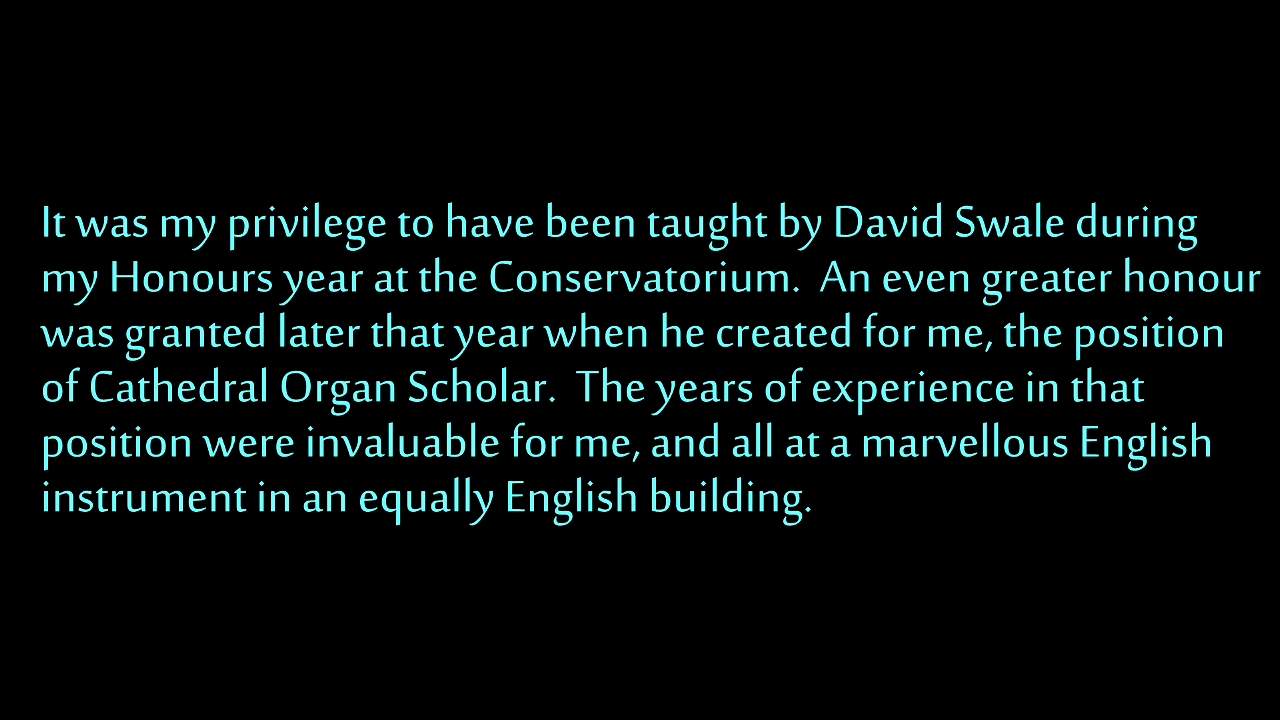 It was my privilege to have been taught by David Swale during
my Honours year at the Conservatorium.  An even greater honour
was granted later that year when he created for me, the position
of Cathedral Organ Scholar.  The years of experience in that
position were invaluable for me, and all at a marvellous English
instrument in an equally English building.